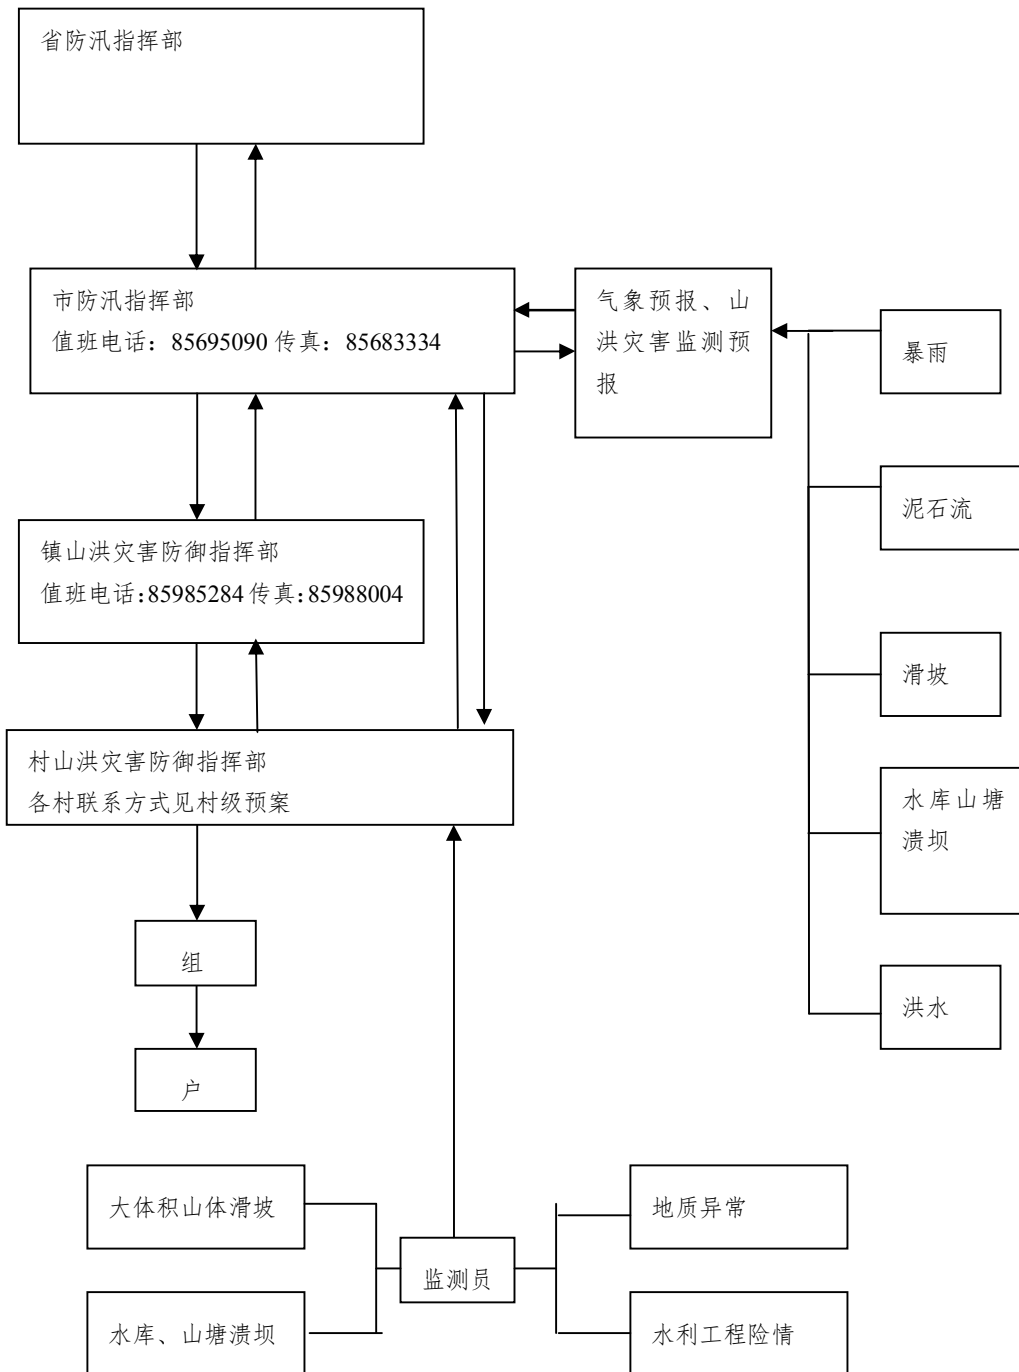 省防汛指挥部
市防汛指挥部
值班电话：85695090 传真：85683334
气象预报、山
洪灾害监测预
报
暴雨
泥石流
镇山洪灾害防御指挥部
值班电话:85985284 传真:85988004
滑坡
村山洪灾害防御指挥部
各村联系方式见村级预案
水库山塘
溃坝
组
洪水
户
大体积山体滑坡
地质异常
监测员
水库、山塘溃坝
水利工程险情